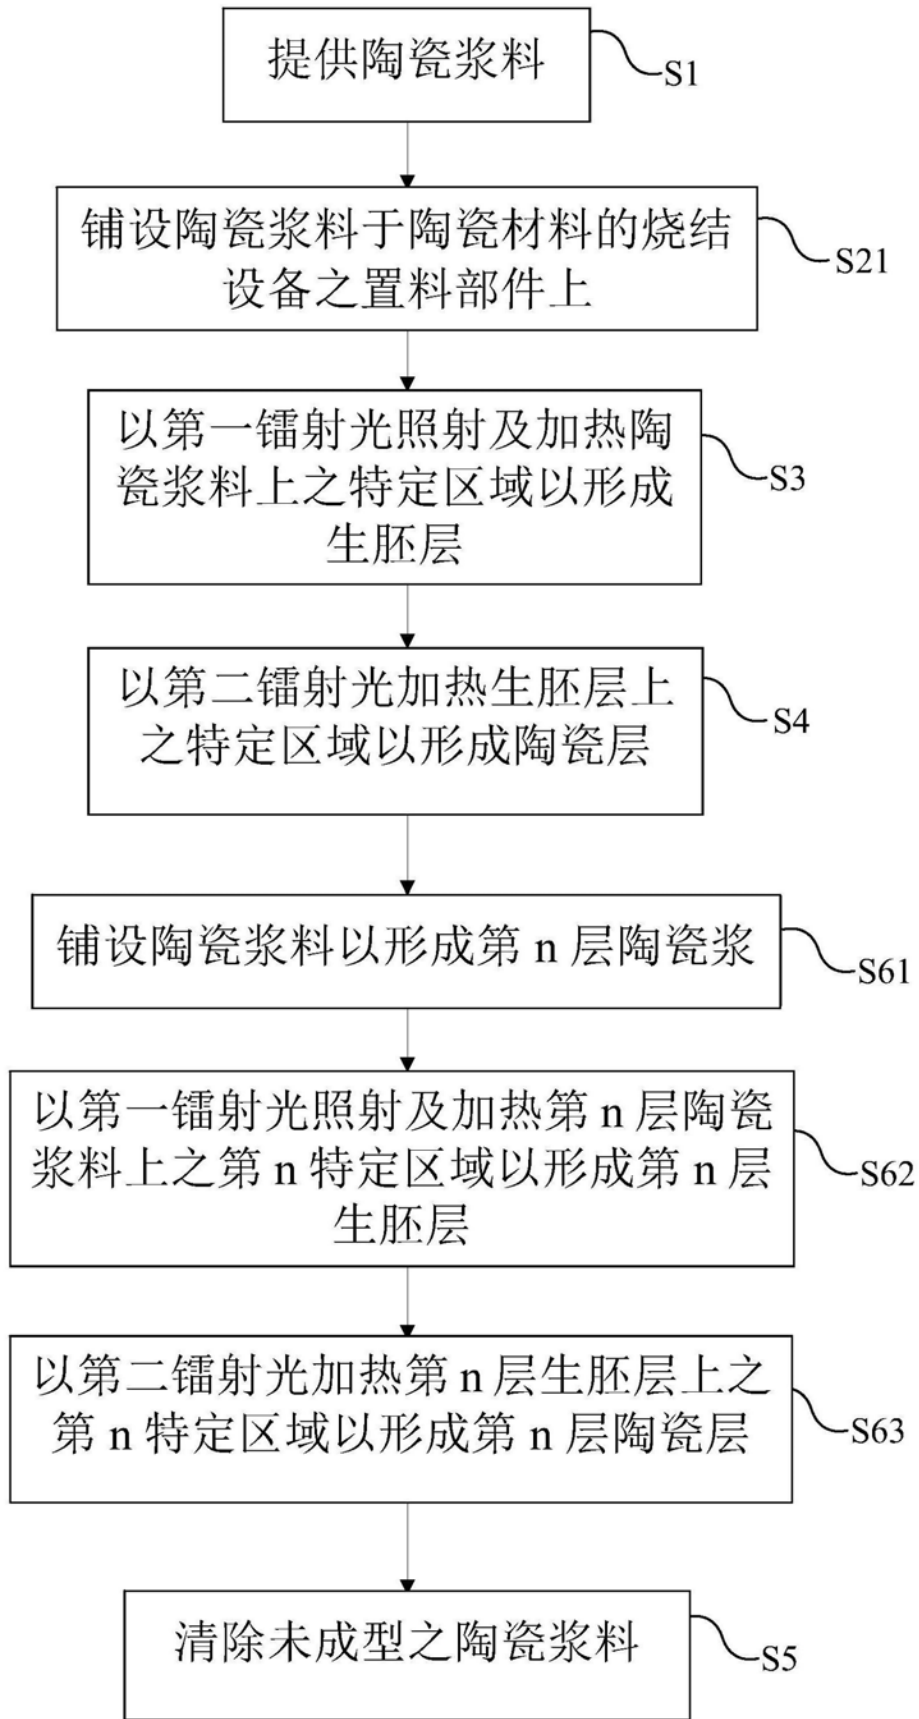 提供陶瓷浆料
S1
铺设陶瓷浆料于陶瓷材料的烧结
设备之置料部件上
S21
以第一镭射光照射及加热陶
瓷浆料上之特定区域以形成
生胚层
S3
以第二镭射光加热生胚层上
之特定区域以形成陶瓷层
S4
铺设陶瓷浆料以形成第 n 层陶瓷浆
S61
以第一镭射光照射及加热第 n 层陶瓷
浆料上之第 n 特定区域以形成第 n 层
生胚层
S62
以第二镭射光加热第 n 层生胚层上之
第 n 特定区域以形成第 n 层陶瓷层
S63
清除未成型之陶瓷浆料
S5